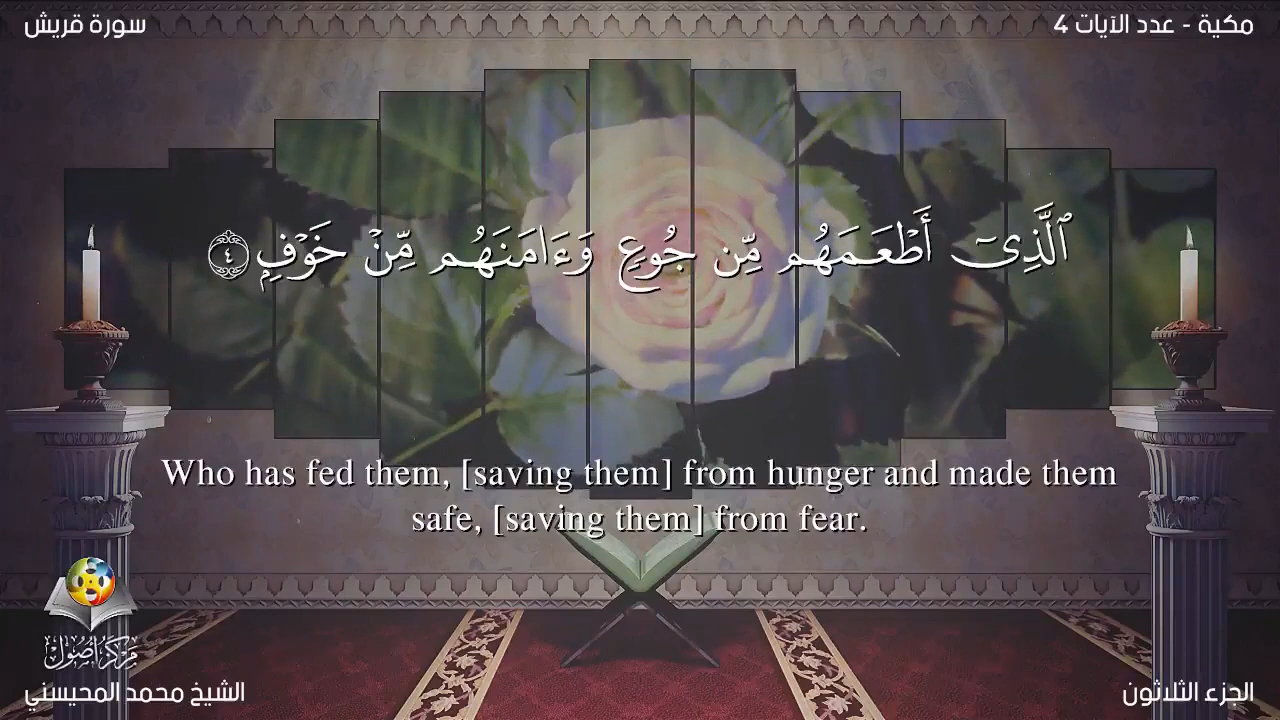 مكية - عدد الآيات 4
سورة قريش
ٱلَّذِىٓ أَطْعَمَهُم مِّن جُوعٍ وَءَامَنَهُم مِّنْ خَوْفٍۭ ٤
Who has fed them, [saving them] from hunger and made them
safe, [saving them] from fear.
مركز أصول
الجزء الثلاثون
الشيخ محمد المحيسني